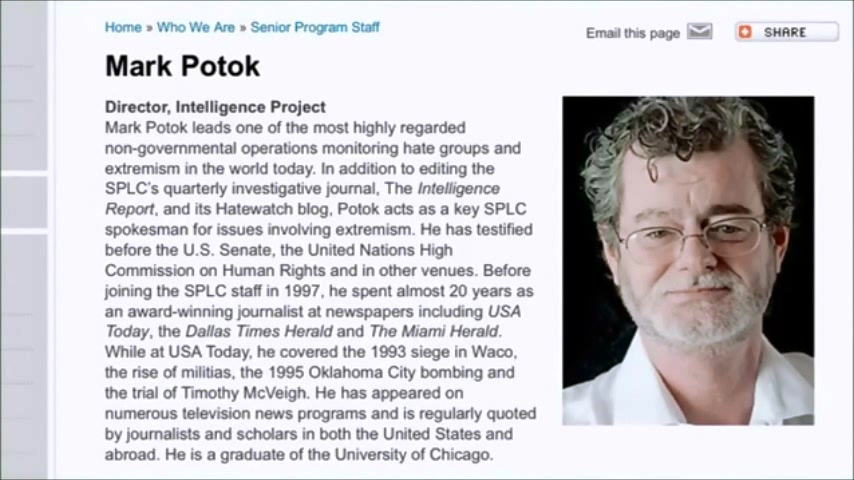 Home » Who We Are » Senior Program Staff
Email this page
SHARE
Mark Potok
Director, Intelligence Project
Mark Potok leads one of the most highly regarded
non-governmental operations monitoring hate groups and
extremism in the world today. In addition to editing the
SPLC's quarterly investigative journal, The Intelligence
Report, and its Hatewatch blog, Potok acts as a key SPLC
spokesman for issues involving extremism. He has testified
before the U.S. Senate, the United Nations High
Commission on Human Rights and in other venues. Before
joining the SPLC staff in 1997, he spent almost 20 years as
an award-winning journalist at newspapers including USA
Today, the Dallas Times Herald and The Miami Herald.
While at USA Today, he covered the 1993 siege in Waco,
the rise of militias, the 1995 Oklahoma City bombing and
the trial of Timothy McVeigh. He has appeared on
numerous television news programs and is regularly quoted
by journalists and scholars in both the United States and
abroad. He is a graduate of the University of Chicago.